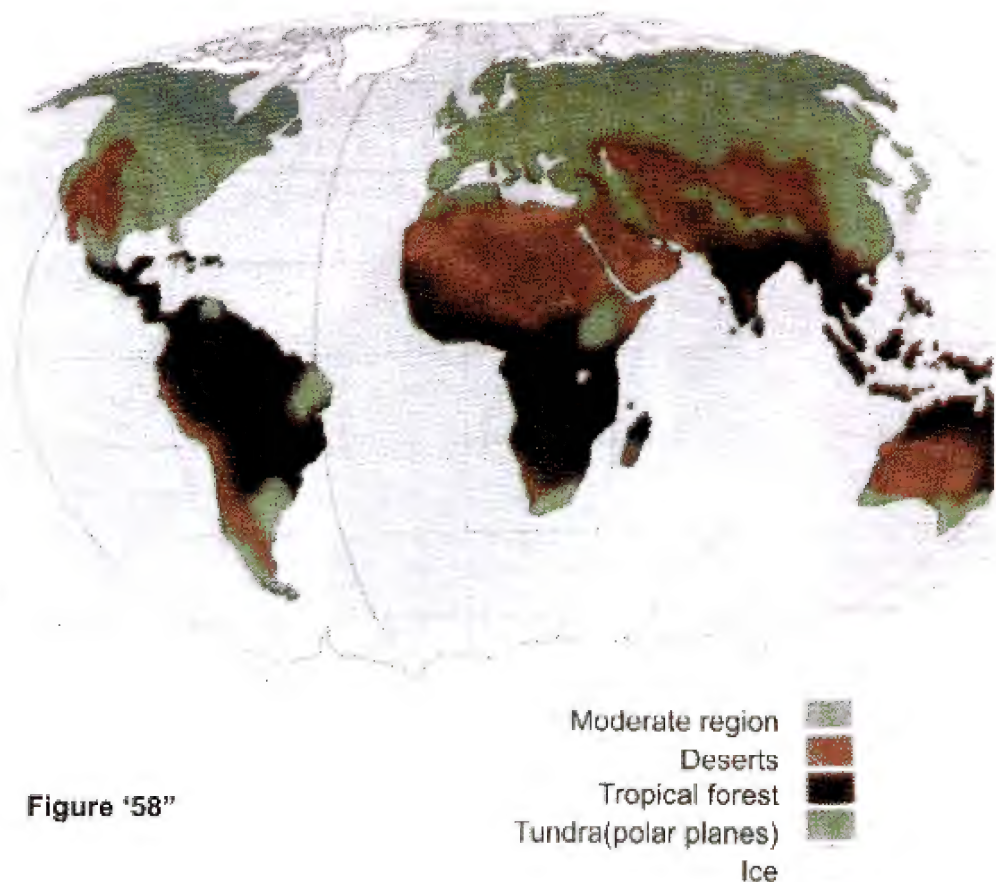 Moderate region
Deserts
Tropical forest
Tundra(polar planes)
Ice
Figure ‘58”